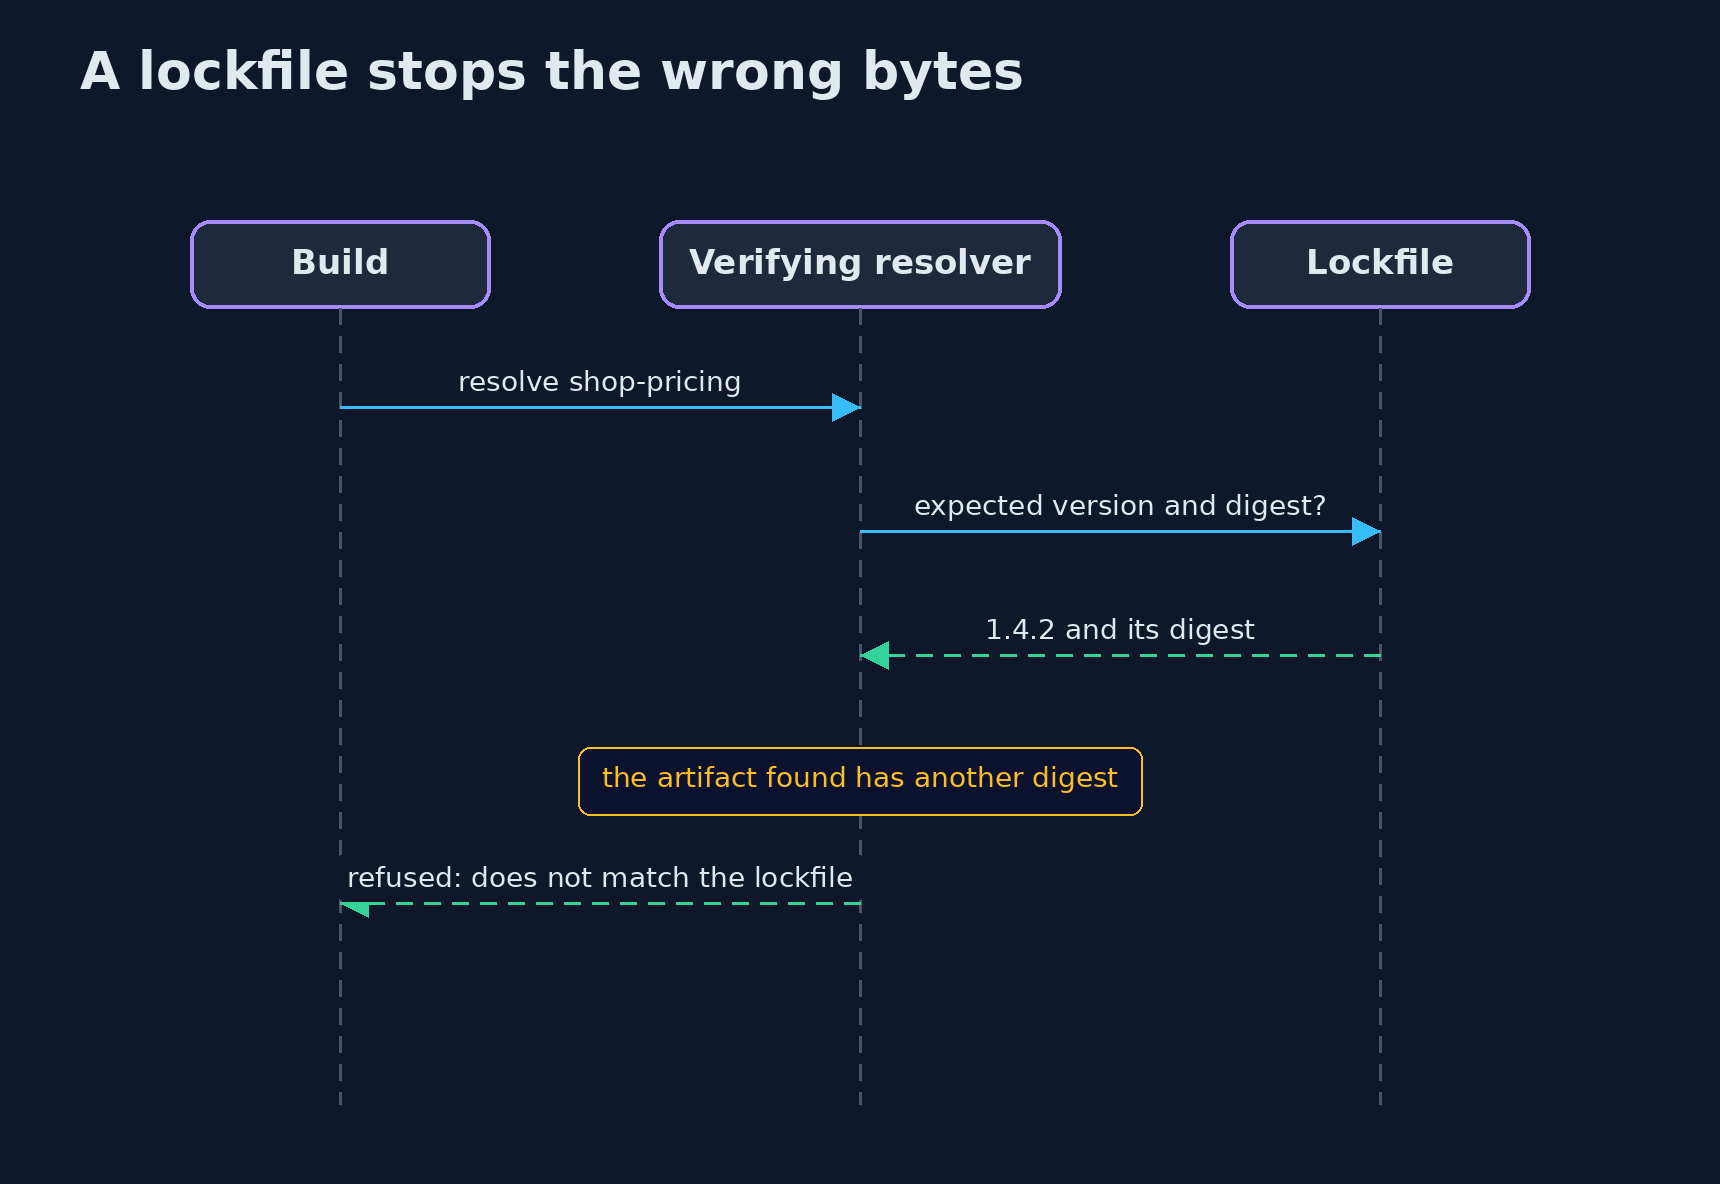 A lockfile stops the wrong bytes
Build
Verifying resolver
Lockfile
resolve shop-pricing
expected version and digest?
1.4.2 and its digest
the artifact found has another digest
refused: does not match the lockfile